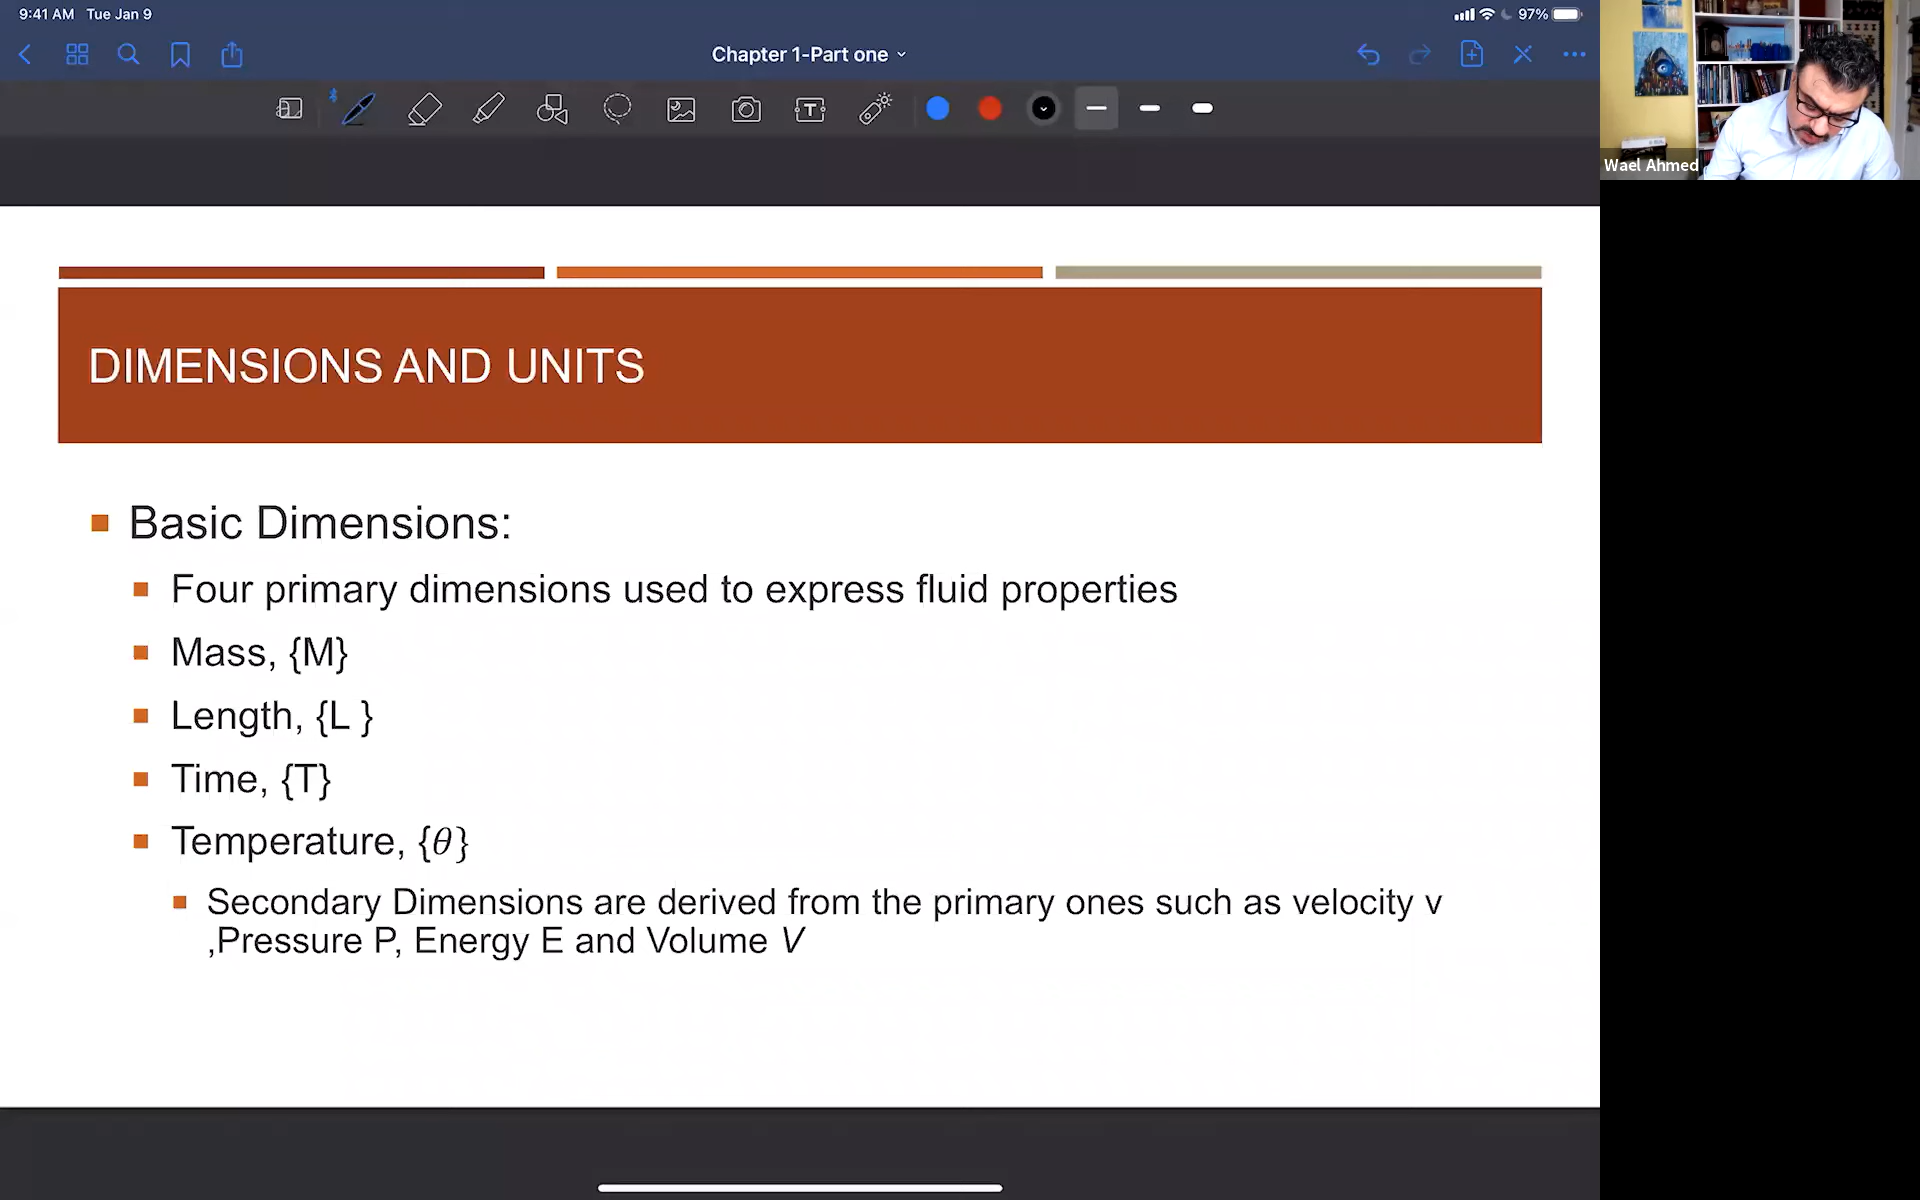 9:41 AM Tue Jan 9
97%
Chapter 1-Part one
Wael Ahmed
DIMENSIONS AND UNITS
Basic Dimensions:
Four primary dimensions used to express fluid properties
Mass, {M}
Length, {L }
Time, {T}
Temperature, {θ}
Secondary Dimensions are derived from the primary ones such as velocity v
,Pressure P, Energy E and Volume V